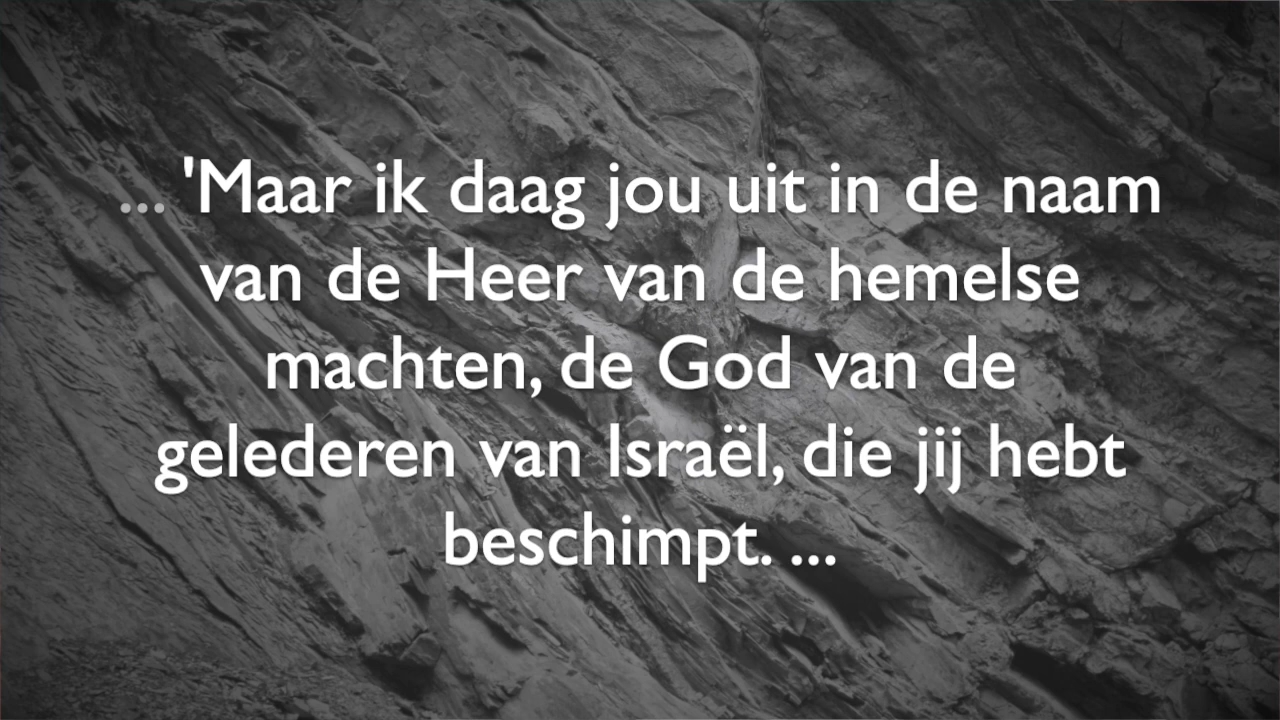 ... 'Maar ik daag jou uit in de naam
van de Heer van de hemelse
machten, de God van de
gelederen van Israël, die jij hebt
beschimpt. ...